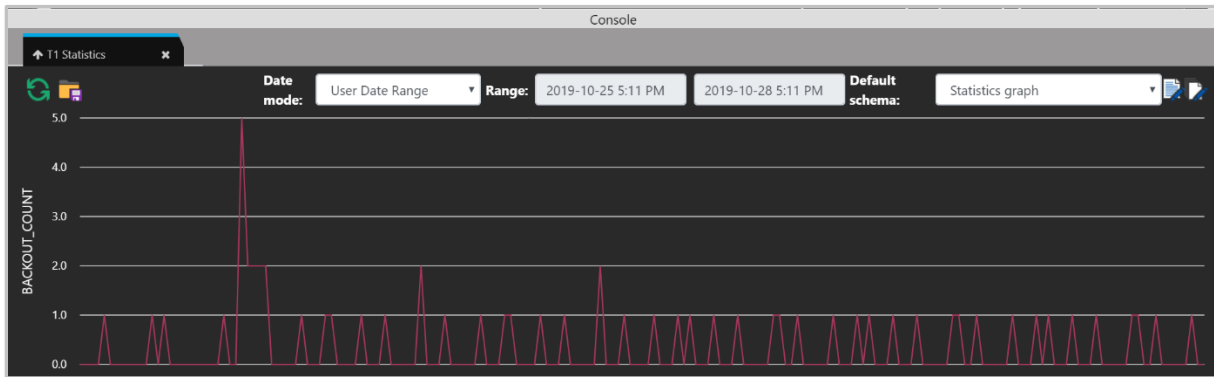 Console
T1 Statistics
Date mode:
User Date Range
Range:
2019-10-25 5:11 PM
2019-10-28 5:11 PM
Default schema:
Statistics graph
BACKOUT_COUNT
5.0
4.0
3.0
2.0
1.0
0.0